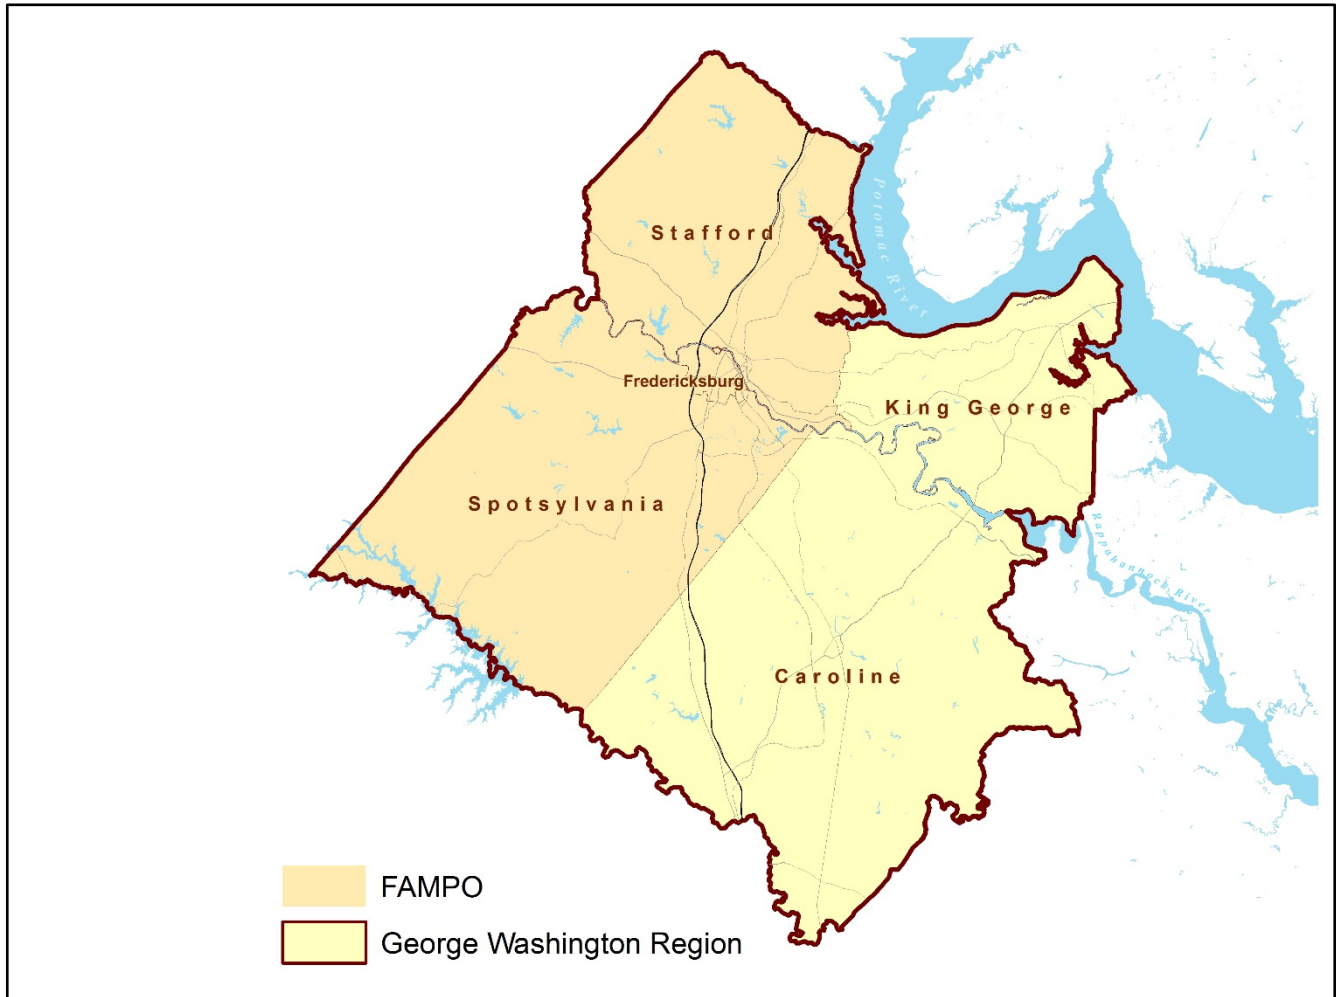 Potomac River
Stafford
Fredericksburg
King George
Spotsylvania
Rappahannock River
Caroline
FAMPO
George Washington Region